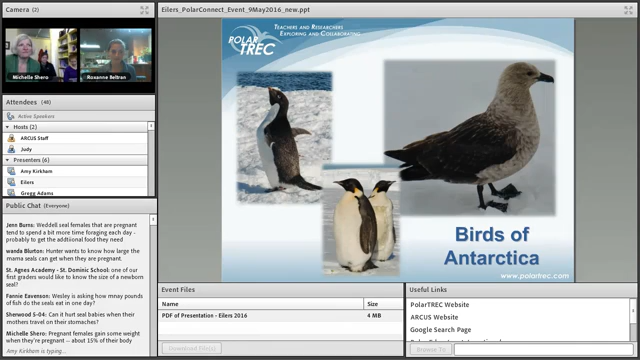 Camera (2)
Michelle Shero
Roxanne Beltran
Attendees (48)
Active Speakers
Hosts (2)
ARCUS Staff
Judy
Presenters (6)
Amy Kirkham
Eilers
Gregg Adams
Public Chat (Everyone)
Jenn Burns: Weddell seal females that are pregnant
tend to spend a bit more time foraging each day -
probably to get the addtional food they need
wanda Blurton: Hunter wants to know how large the
mama seals can get when they are pregnant.
St. Agnes Academy - St. Dominic School: one of our
first graders would like to know the size of a newborn
seal?
Fannie Eavenson: Wesley is asking how mnay pounds
of fish do the seals eat in one day?
Sherwood S-04: Can it hurt seal babies when their
mothers travel on their stomaches?
Michelle Shero: Pregnant females gain some weight
when they're pregnant -- about 15% of their body
Amy Kirkham is typing...
Eilers_PolarConnect_Event_9May2016_new.ppt
TEACHERS AND RESEARCHERS
EXPLORING AND COLLABORATING
POLAR
TREC
Birds of
Antarctica
www.polartrec.com
Event Files
Name
Size
PDF of Presentation - Eilers 2016
4 MB
Download File(s)
Useful Links
PolarTREC Website
ARCUS Website
Google Search Page
Browse To